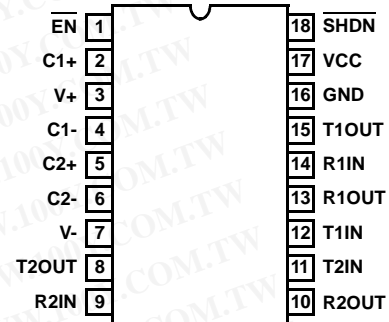 EN 1 18 SHDN
C1+ 2 17 VCC
V+ 3 16 GND
C1- 4 15 T1OUT
C2+ 5 14 R1IN
C2- 6 13 R1OUT
V- 7 12 T1IN
T2OUT 8 11 T2IN
R2IN 9 10 R2OUT